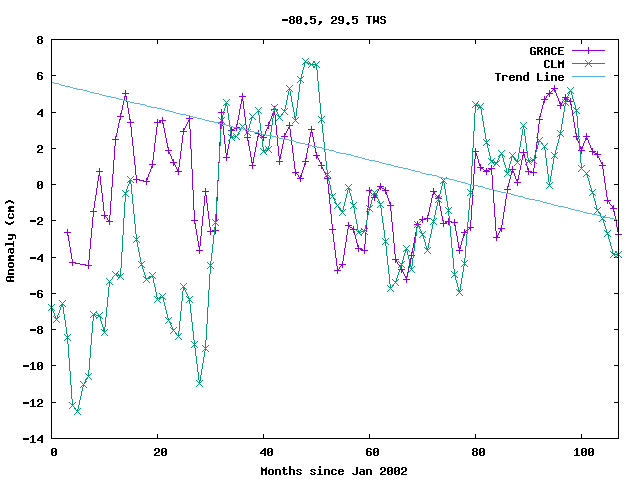 -80.5, 29.5 TWS
GRACE
CLM
Trend Line
8
6
4
2
0
-2
-4
-6
-8
-10
-12
-14
Anomaly (cm)
0 20 40 60 80 100
Months since Jan 2002